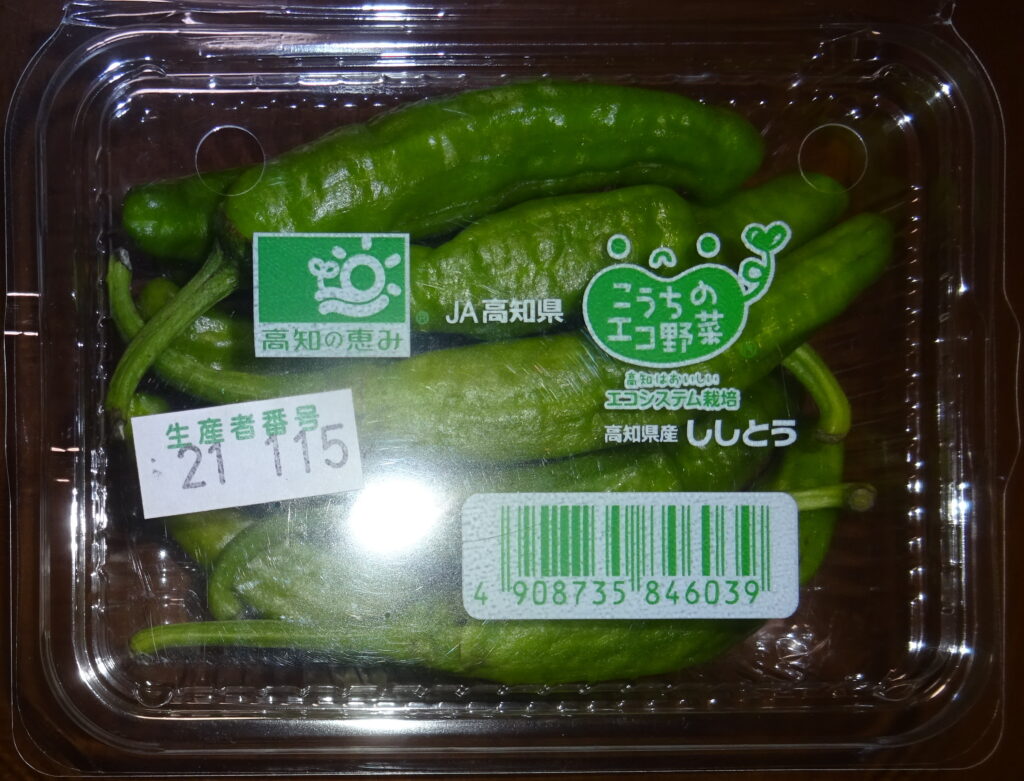 高知の恵み
JA高知県
こうちの
エコ野菜
高知はおいしい
エコシステム栽培
高知県産 ししとう
生産者番号
21 115
4 908735 846039